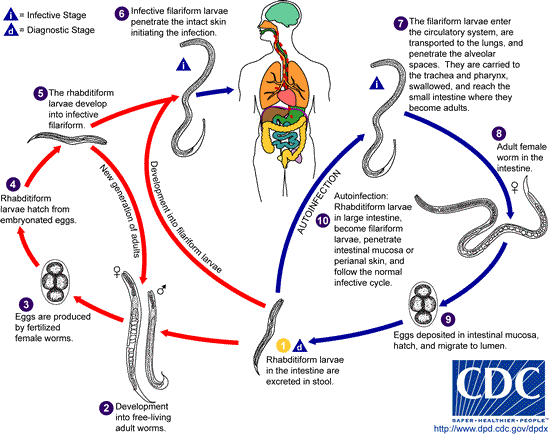 i = Infective Stage
d = Diagnostic Stage
6 Infective filariform larvae
penetrate the intact skin
initiating the infection.
i
7 The filariform larvae enter
the circulatory system, are
transported to the lungs, and
penetrate the alveolar
spaces. They are carried to
the trachea and pharynx,
swallowed, and reach the
small intestine where they
become adults.
i
5 The rhabditiform
larvae develop
into infective
filariform.
8
Adult female
worm in the
intestine.
♀
4
Rhabditiform
larvae hatch from
embryonated eggs.
New generation of adults
Development into filariform larvae
AUTOINFECTION
10 Autoinfection:
Rhabditiform larvae
in large intestine,
become filariform
larvae, penetrate
intestinal mucosa or
perianal skin, and
follow the normal
infective cycle.
3
Eggs are produced
by fertilized
female worms.
♀ ♂
9
Eggs deposited in intestinal mucosa,
hatch, and migrate to lumen.
1 d
Rhabditiform larvae
in the intestine are
excreted in stool.
2 Development
into free-living
adult worms.
CDC
SAFER•HEALTHIER•PEOPLE™
http://www.dpd.cdc.gov/dpdx